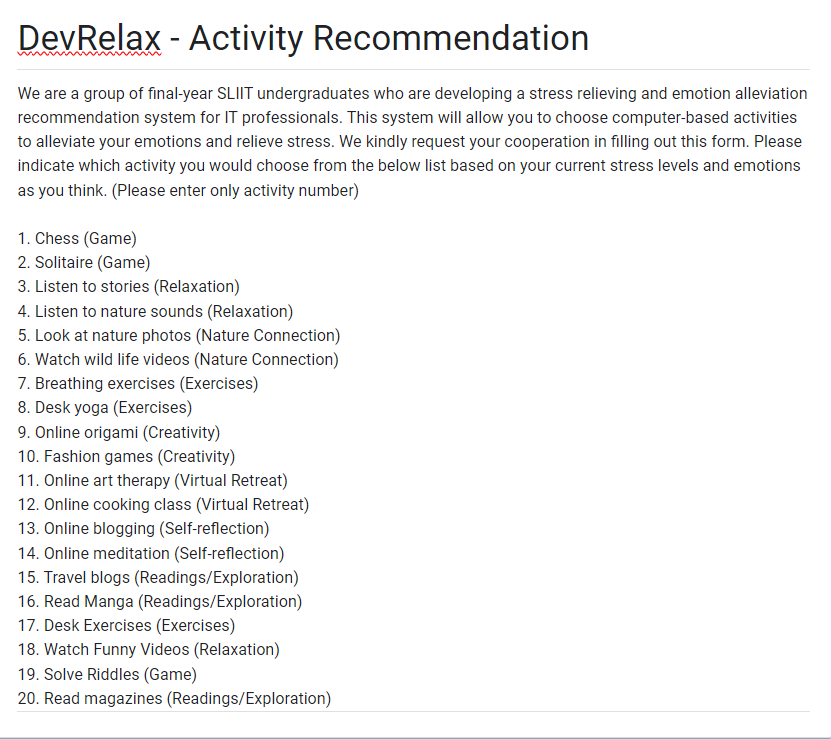 DevRelax - Activity Recommendation
We are a group of final-year SLIIT undergraduates who are developing a stress relieving and emotion alleviation
recommendation system for IT professionals. This system will allow you to choose computer-based activities
to alleviate your emotions and relieve stress. We kindly request your cooperation in filling out this form. Please
indicate which activity you would choose from the below list based on your current stress levels and emotions
as you think. (Please enter only activity number)
1. Chess (Game)
2. Solitaire (Game)
3. Listen to stories (Relaxation)
4. Listen to nature sounds (Relaxation)
5. Look at nature photos (Nature Connection)
6. Watch wild life videos (Nature Connection)
7. Breathing exercises (Exercises)
8. Desk yoga (Exercises)
9. Online origami (Creativity)
10. Fashion games (Creativity)
11. Online art therapy (Virtual Retreat)
12. Online cooking class (Virtual Retreat)
13. Online blogging (Self-reflection)
14. Online meditation (Self-reflection)
15. Travel blogs (Readings/Exploration)
16. Read Manga (Readings/Exploration)
17. Desk Exercises (Exercises)
18. Watch Funny Videos (Relaxation)
19. Solve Riddles (Game)
20. Read magazines (Readings/Exploration)